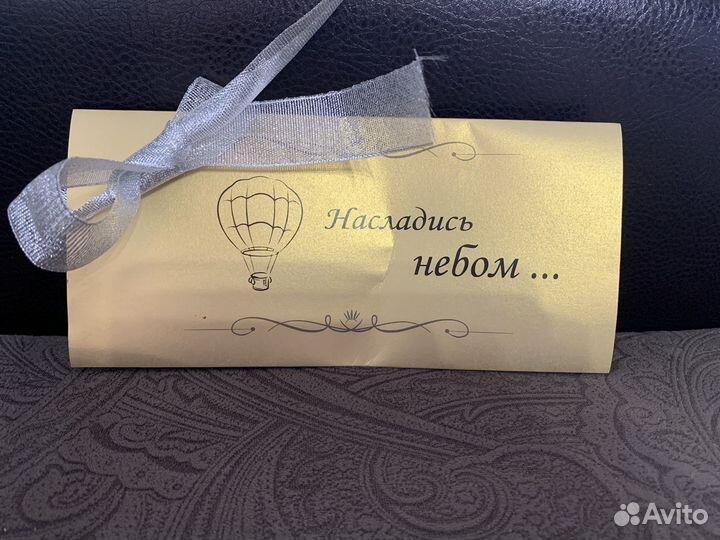 Насладись
небом ...
Avito